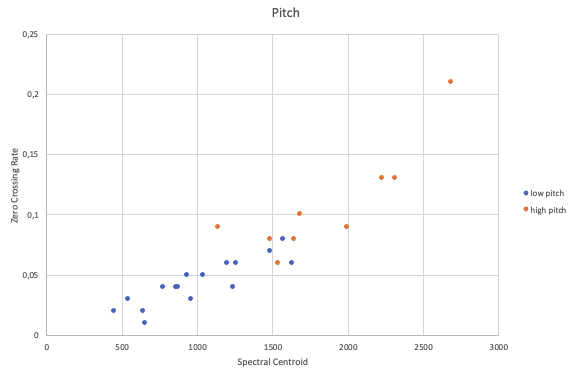 Pitch
0,25
0,2
0,15
0,1
0,05
0
Zero Crossing Rate
0 500 1000 1500 2000 2500 3000
Spectral Centroid
low pitch
high pitch